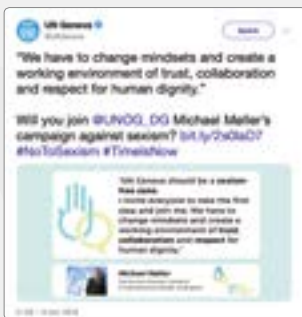 UN Geneva
"We have to change mindsets and create a
working environment of trust, collaboration
and respect for human dignity."
Will you join @UNOG_DG Michael Møller's
campaign against sexism?
#NoToSexism #TimeIsNow
"UN Geneva should be a sexism-
free zone.
I invite everyone to take the first
step and join me. We have to
change mindsets and create a
working environment of trust,
collaboration and respect for
human dignity."
Michael Møller